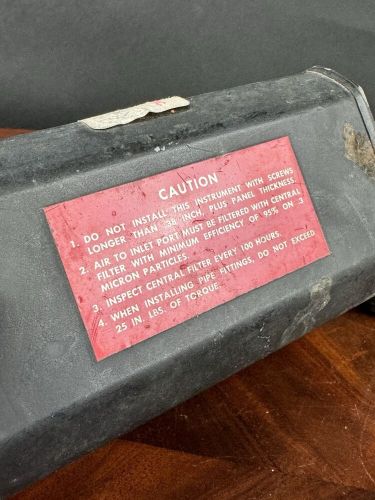 CAUTION
1. DO NOT INSTALL THIS INSTRUMENT WITH SCREWS
LONGER THAN .38 INCH PLUS PANEL THICKNESS.
2. AIR TO INLET PORT MUST BE FILTERED WITH CENTRAL
FILTER WITH MINIMUM EFFICIENCY OF 95% ON .3
MICRON PARTICLES.
3. INSPECT CENTRAL FILTER EVERY 100 HOURS.
4. WHEN INSTALLING PIPE FITTINGS, DO NOT EXCEED
25 IN. LBS. OF TORQUE.